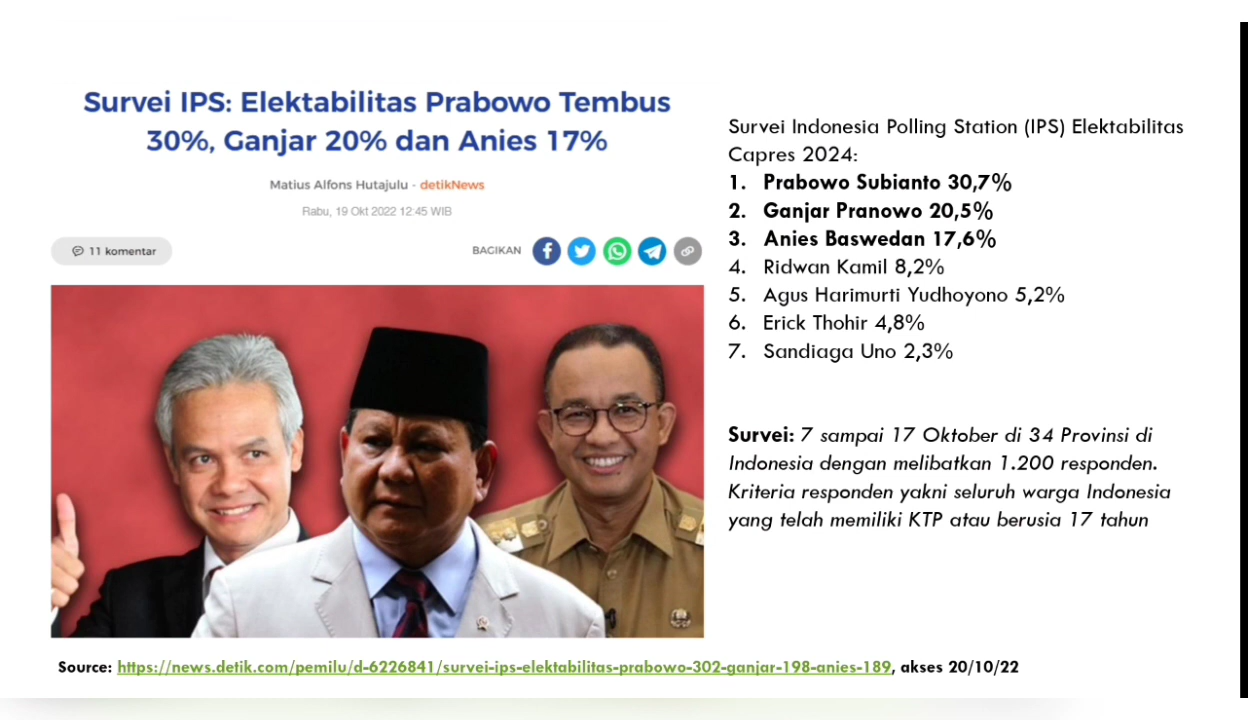 Survei IPS: Elektabilitas Prabowo Tembus
30%, Ganjar 20% dan Anies 17%
Matius Alfons Hutajulu - detikNews
Rabu, 19 Okt 2022 12:45 WIB
11 komentar
BAGIKAN
Survei Indonesia Polling Station (IPS) Elektabilitas
Capres 2024:
1. Prabowo Subianto 30,7%
2. Ganjar Pranowo 20,5%
3. Anies Baswedan 17,6%
4. Ridwan Kamil 8,2%
5. Agus Harimurti Yudhoyono 5,2%
6. Erick Thohir 4,8%
7. Sandiaga Uno 2,3%
Survei: 7 sampai 17 Oktober di 34 Provinsi di
Indonesia dengan melibatkan 1.200 responden.
Kriteria responden yakni seluruh warga Indonesia
yang telah memiliki KTP atau berusia 17 tahun
Source: https://news.detik.com/pemilu/d-6226841/survei-ips-elektabilitas-prabowo-302-ganjar-198-anies-189, akses 20/10/22